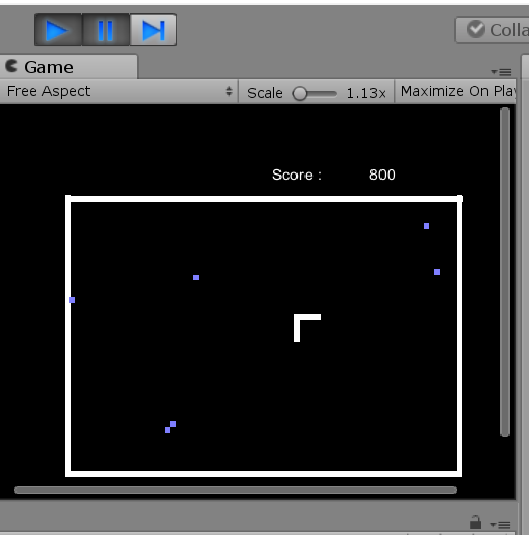 Colla
Game
Free Aspect
Scale 1.13x
Maximize On Play
Score : 800